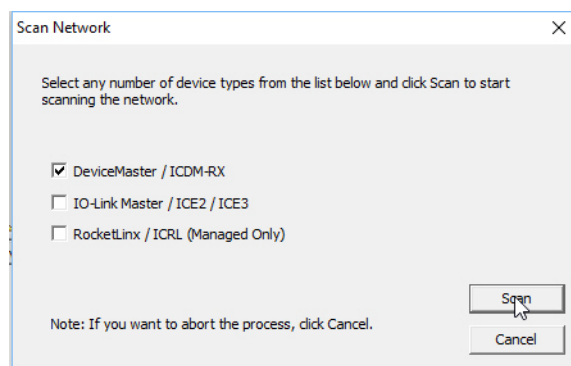 Scan Network
Select any number of device types from the list below and click Scan to start
scanning the network.
DeviceMaster / ICDM-RX
IO-Link Master / ICE2 / ICE3
RocketLinx / ICRL (Managed Only)
Scan
Note: If you want to abort the process, click Cancel.
Cancel